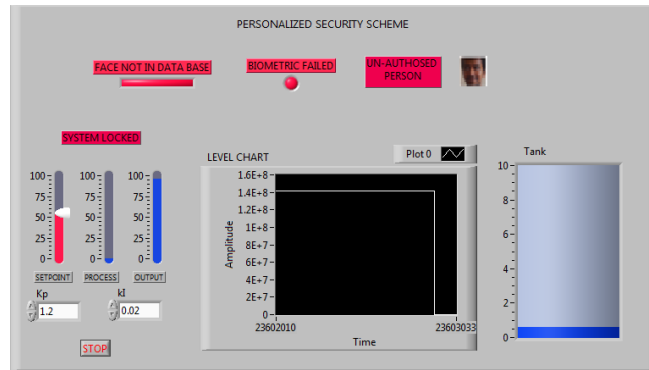 PERSONALIZED SECURITY SCHEME
FACE NOT IN DATA BASE
BIOMETRIC FAILED
UN-AUTHOSED
PERSON
SYSTEM LOCKED
100
75
50
25
0
SETPOINT
100
75
50
25
0
PROCESS
100
75
50
25
0
OUTPUT
Kp
1.2
kI
0.02
STOP
LEVEL CHART
Plot 0
Amplitude
1.6E+8
1.4E+8
1.2E+8
1E+8
8E+7
6E+7
4E+7
2E+7
0
23602010
23603033
Time
Tank
10
8
6
4
2
0